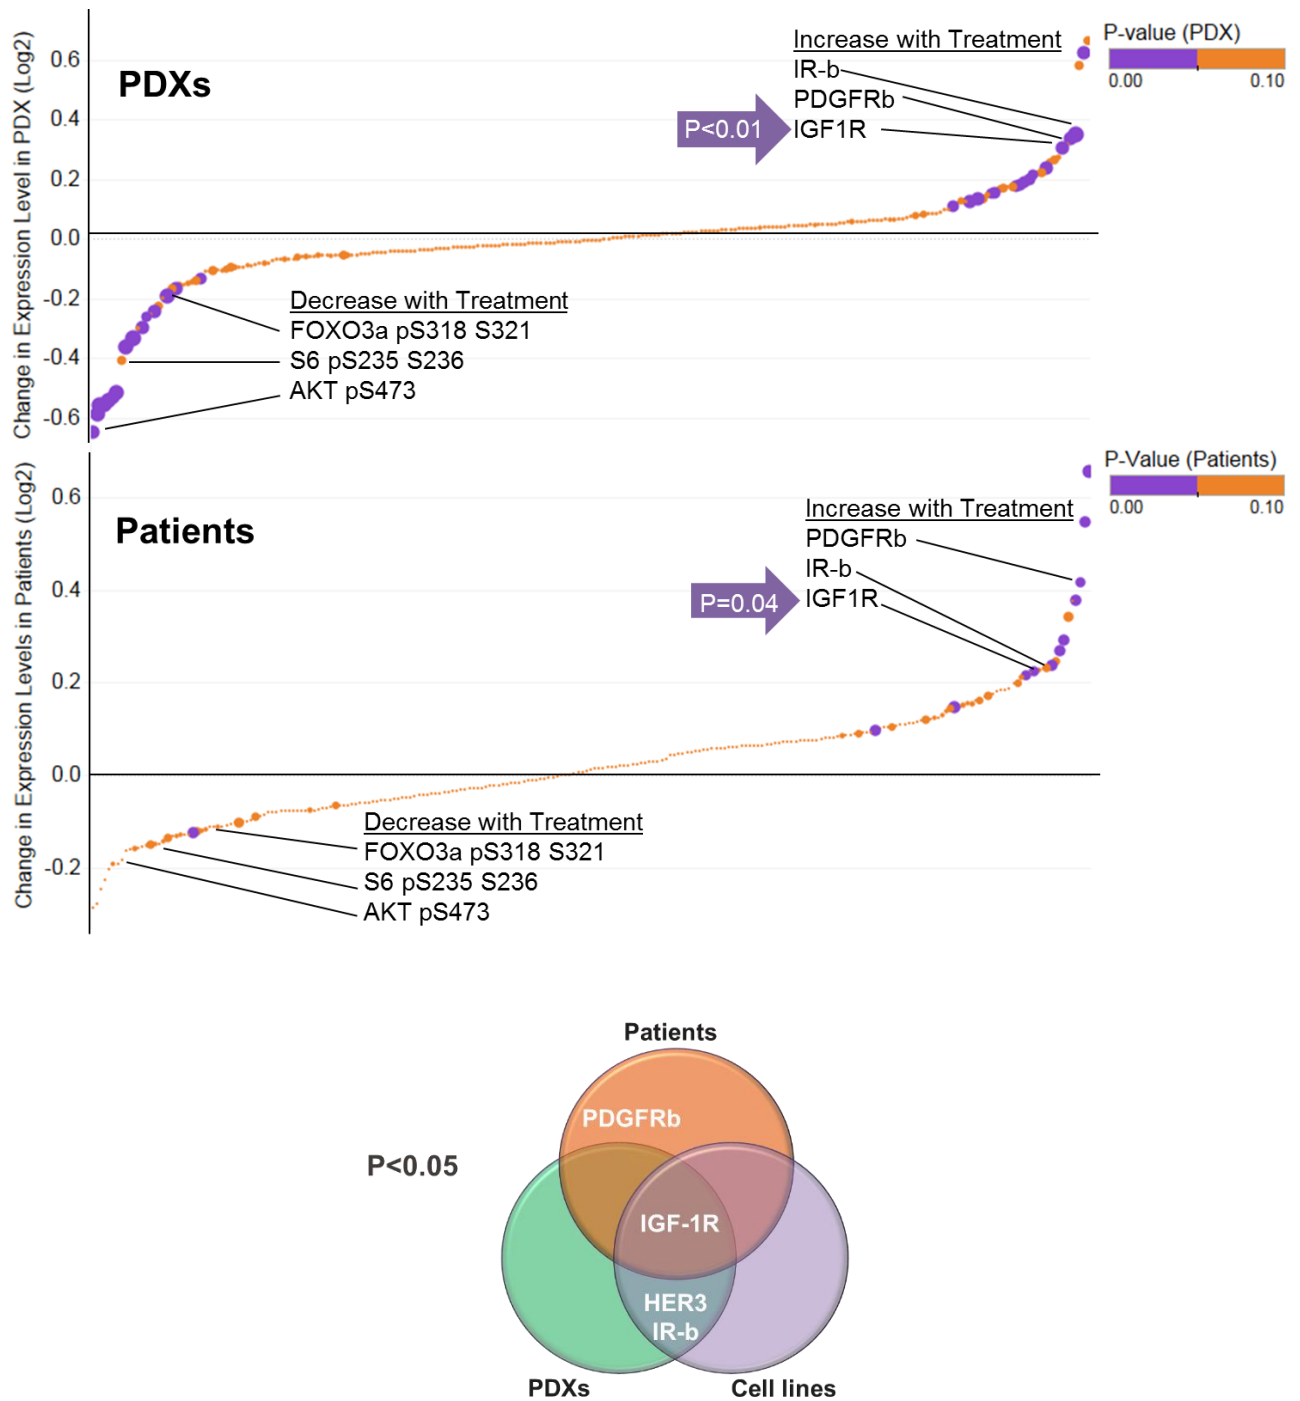 Change in Expression Level in PDX (Log2)
0.6
0.4
0.2
0.0
-0.2
-0.4
-0.6
PDXs
Increase with Treatment
IR-b
PDGFRb
P<0.01
IGF1R
P-value (PDX)
0.00
0.10
Decrease with Treatment
FOXO3a pS318 S321
S6 pS235 S236
AKT pS473
Change in Expression Levels in Patients (Log2)
0.6
0.4
0.2
0.0
-0.2
Patients
Increase with Treatment
PDGFRb
IR-b
P=0.04
IGF1R
P-Value (Patients)
0.00
0.10
Decrease with Treatment
FOXO3a pS318 S321
S6 pS235 S236
AKT pS473
Patients
PDGFRb
P<0.05
IGF-1R
HER3
IR-b
PDXs
Cell lines